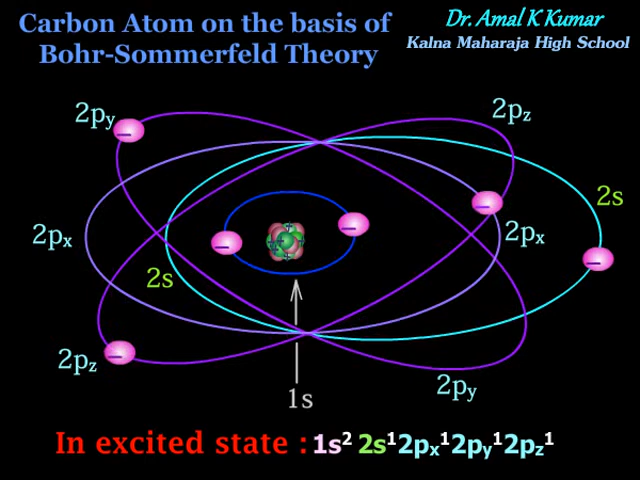 Carbon Atom on the basis of
Bohr-Sommerfeld Theory
Dr. Amal K Kumar
Kalna Maharaja High School
2py
2pz
2s
2px
2px
2s
2pz
2py
1s
In excited state : 1s² 2s¹2px¹2py¹2pz¹